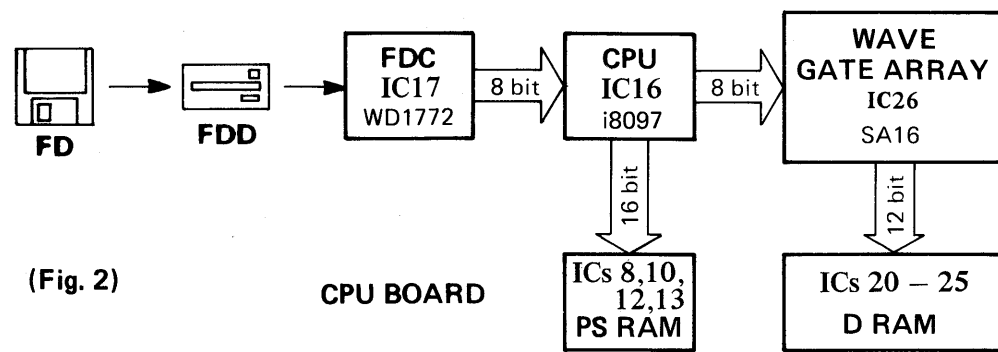 FD
FDD
FDC
IC17
WD1772
8 bit
CPU
IC16
i8097
8 bit
WAVE
GATE ARRAY
IC26
SA16
16 bit
12 bit
(Fig. 2)
CPU BOARD
ICs 8,10,
12,13
PS RAM
ICs 20 – 25
D RAM